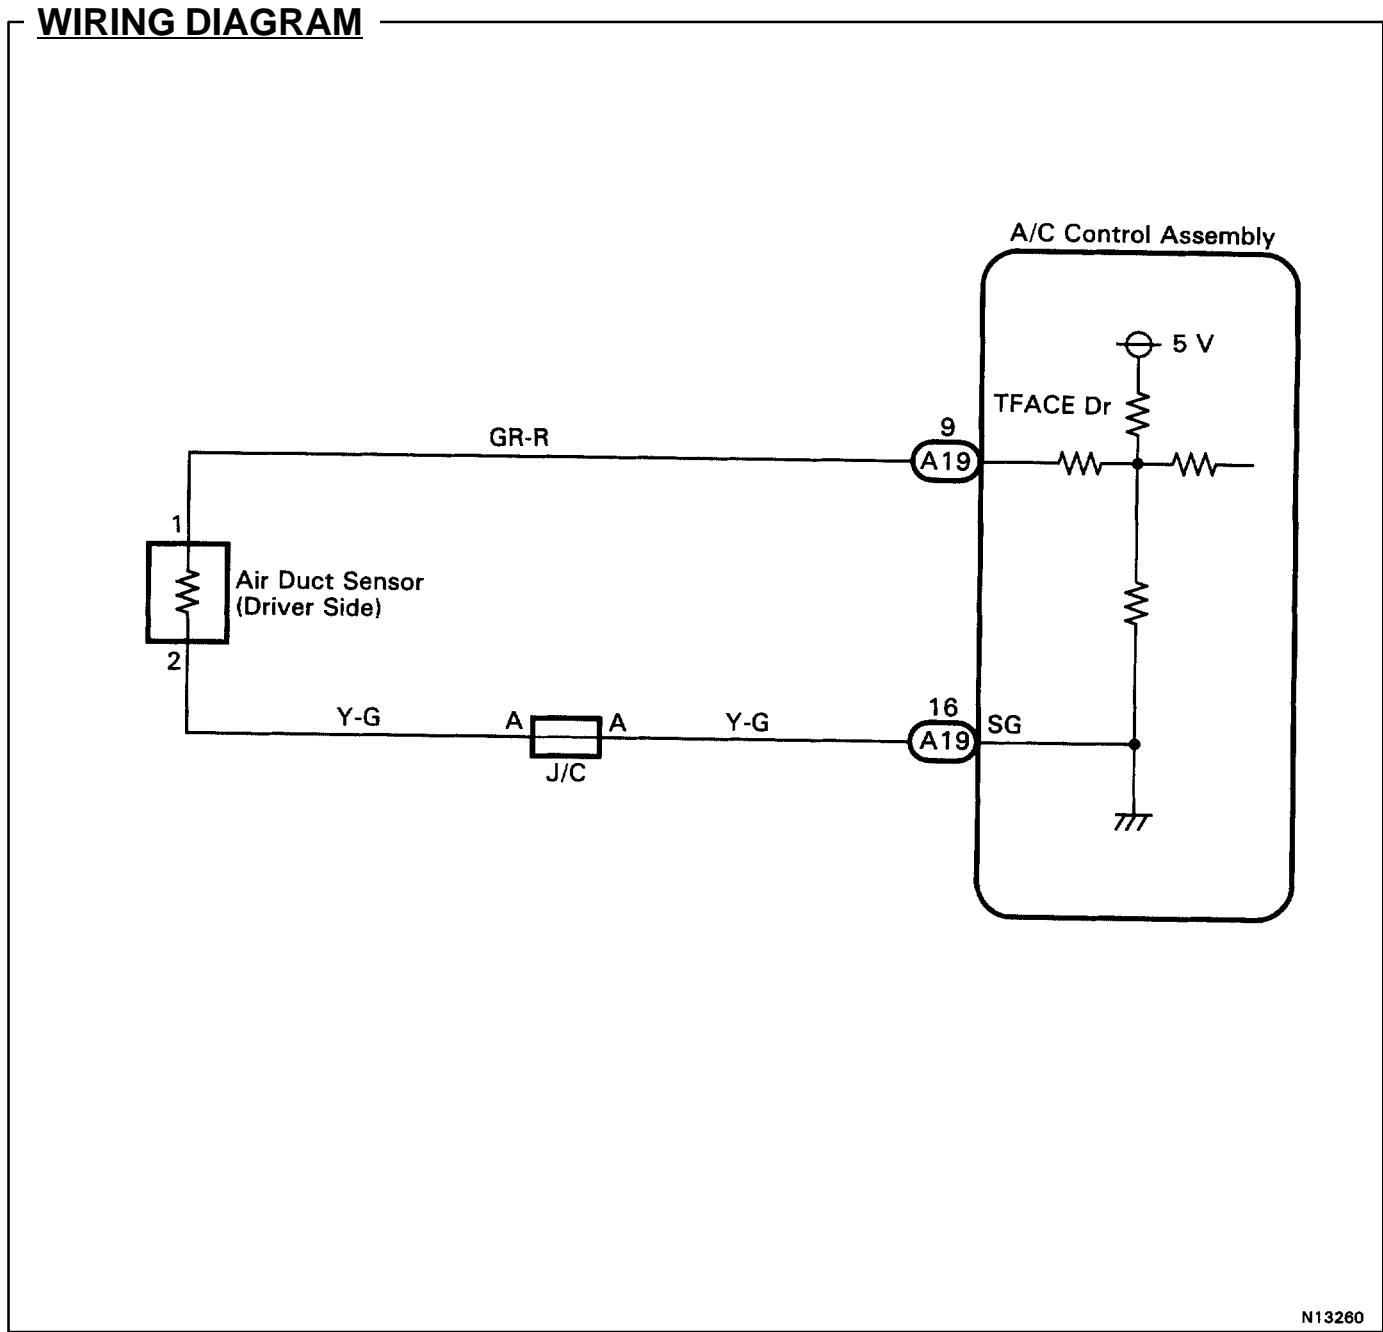 WIRING DIAGRAM
A/C Control Assembly
5 V
TFACE Dr
9
GR-R
A19
1
Air Duct Sensor
(Driver Side)
2
16
Y-G
A
A
Y-G
A19
SG
J/C
N13260